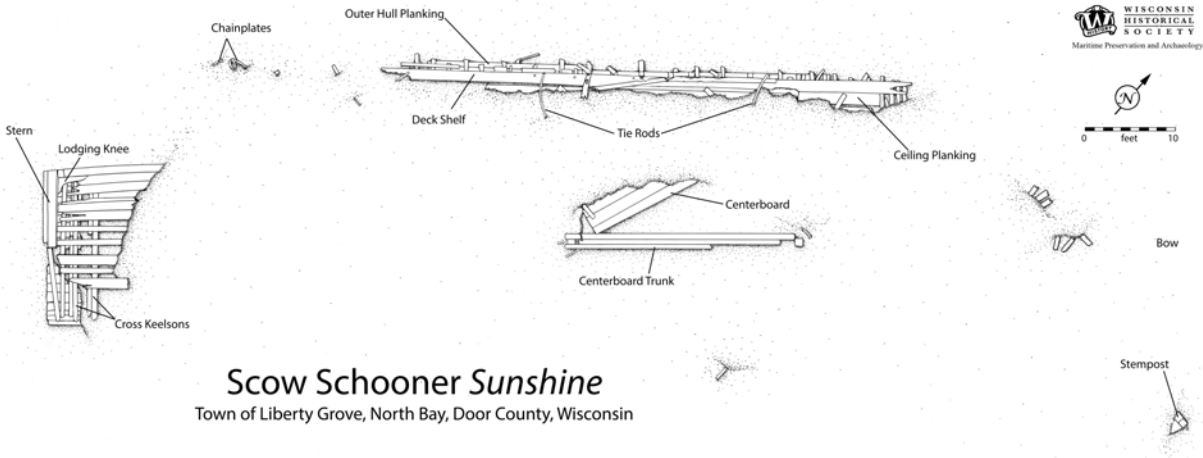 Outer Hull Planking
WISCONSIN
HISTORICAL
SOCIETY
Maritime Preservation and Archaeology
Chainplates
N
Deck Shelf
Tie Rods
0 feet 10
Stern
Lodging Knee
Ceiling Planking
Centerboard
Bow
Centerboard Trunk
Cross Keelsons
Stempost
Scow Schooner Sunshine
Town of Liberty Grove, North Bay, Door County, Wisconsin